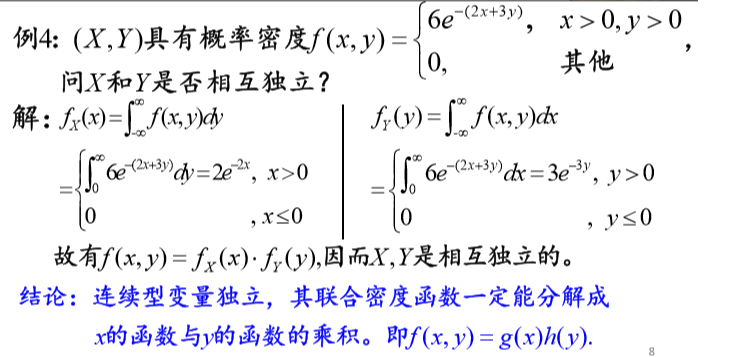 例4: (X,Y)具有概率密度f(x,y)={6e^{-(2x+3y)}, x>0,y>0
0, 其他,
问X和Y是否相互独立?
解: f_X(x)=∫_{-∞}^{∞} f(x,y)dy
={∫_0^∞ 6e^{-(2x+3y)}dy=2e^{-2x}, x>0
0 ,x≤0
f_Y(y)=∫_{-∞}^{∞} f(x,y)dx
={∫_0^∞ 6e^{-(2x+3y)}dx=3e^{-3y}, y>0
0 , y≤0
故有f(x,y)=f_X(x)·f_Y(y),因而X,Y是相互独立的。
结论: 连续型变量独立,其联合密度函数一定能分解成
x的函数与y的函数的乘积。即f(x,y)=g(x)h(y).
8